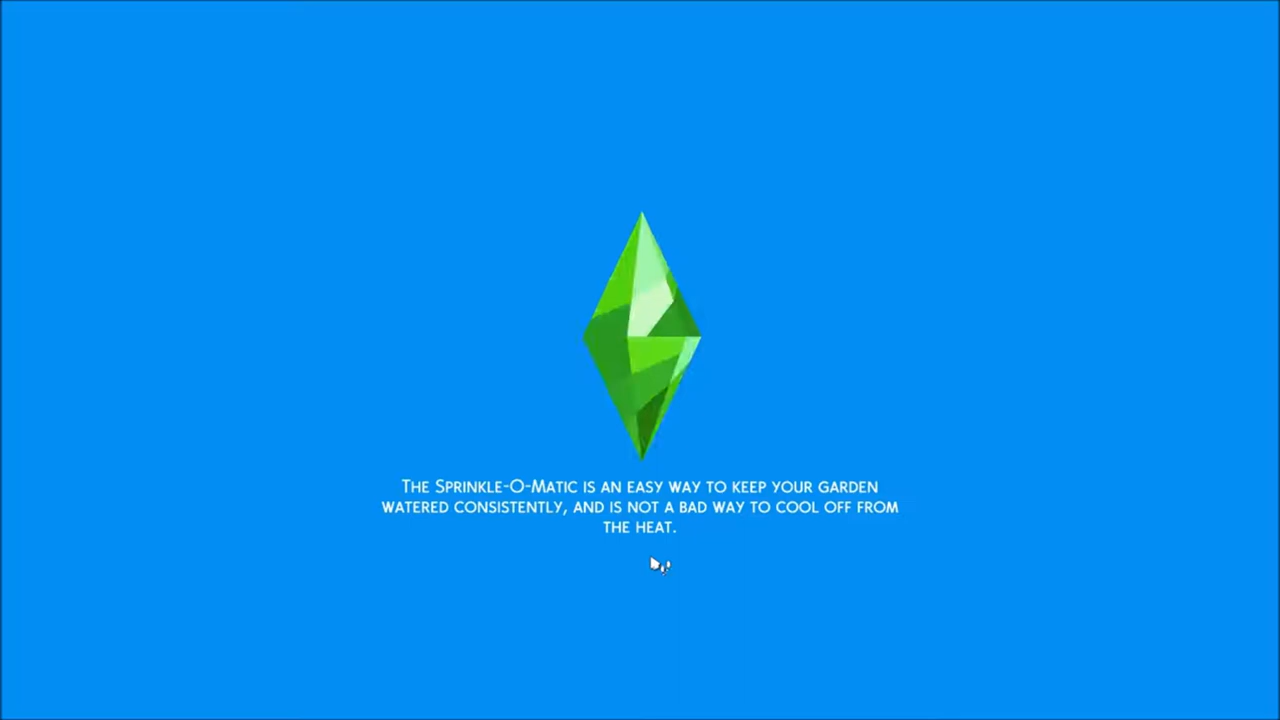 The Sprinkle-O-Matic is an easy way to keep your garden
watered consistently, and is not a bad way to cool off from
the heat.